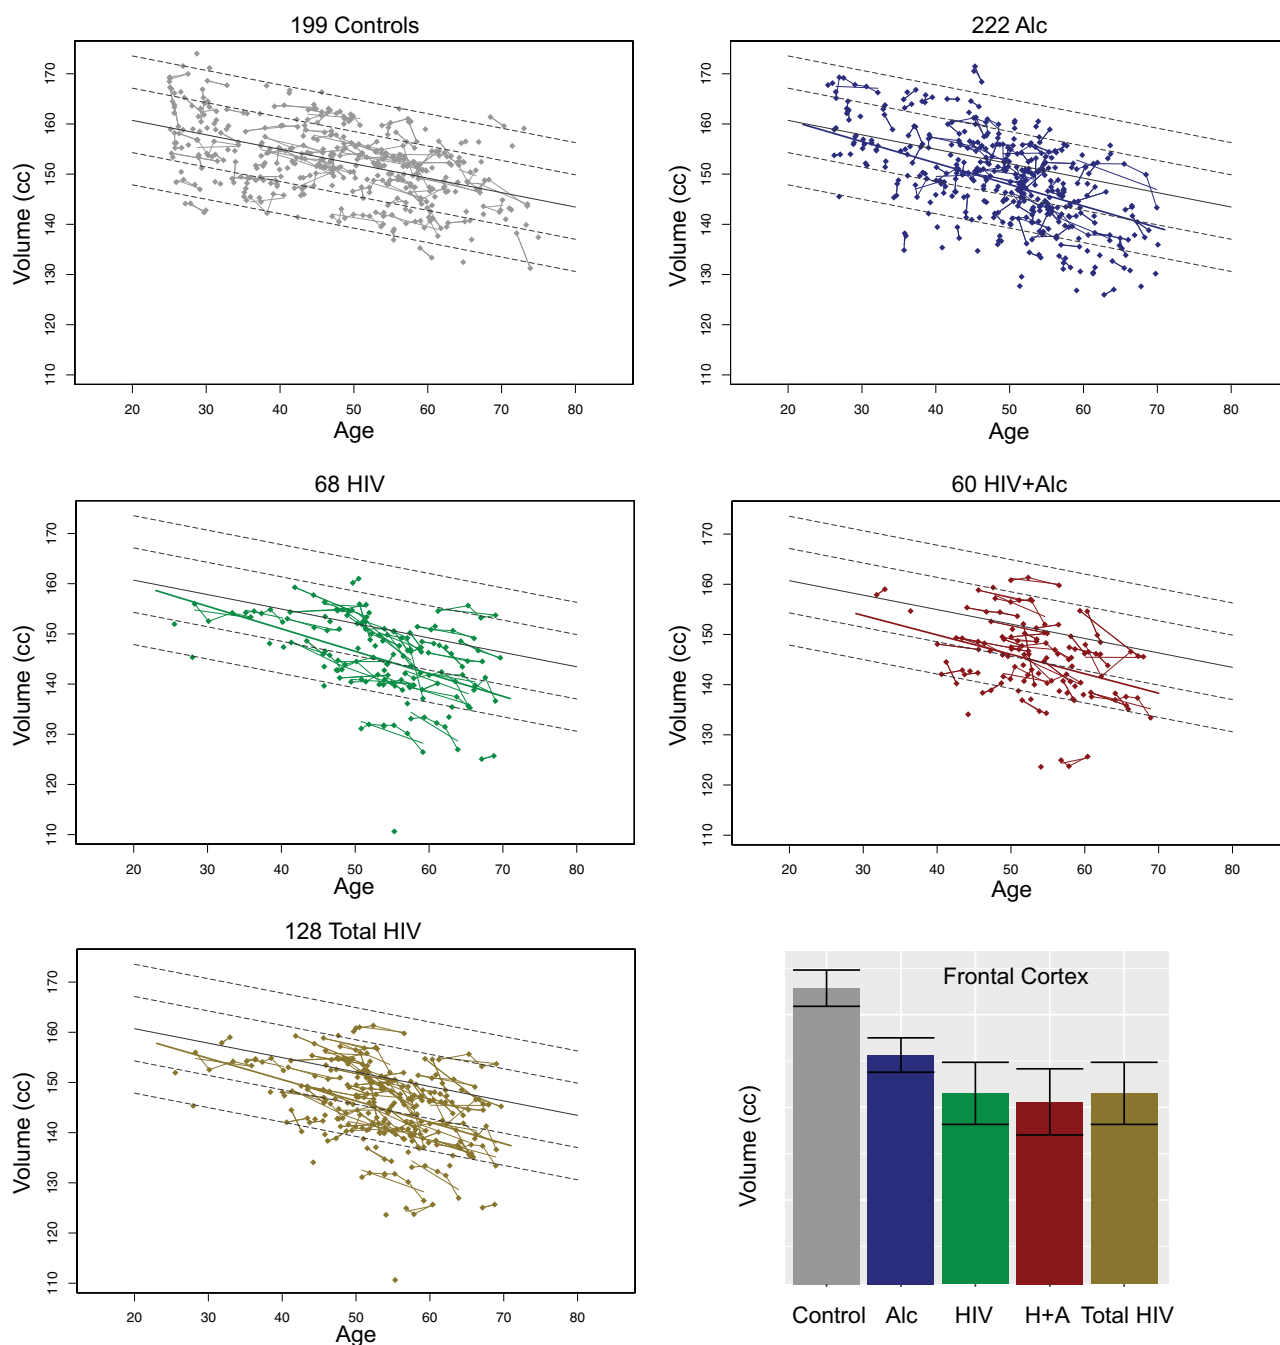 199 Controls
Volume (cc)
170
160
150
140
130
120
110
20 30 40 50 60 70 80
Age
222 Alc
Volume (cc)
170
160
150
140
130
120
110
20 30 40 50 60 70 80
Age
68 HIV
Volume (cc)
170
160
150
140
130
120
110
20 30 40 50 60 70 80
Age
60 HIV+Alc
Volume (cc)
170
160
150
140
130
120
110
20 30 40 50 60 70 80
Age
128 Total HIV
Volume (cc)
170
160
150
140
130
120
110
20 30 40 50 60 70 80
Age
Frontal Cortex
Volume (cc)
Control Alc HIV H+A Total HIV